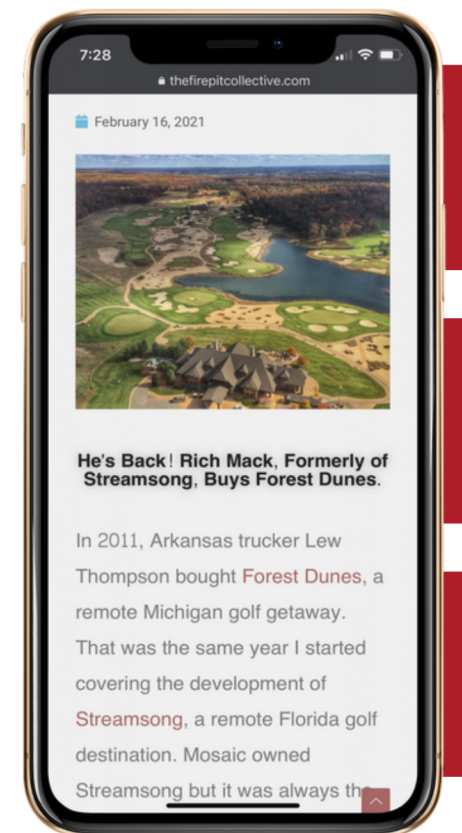 7:28
thefirepitcollective.com
February 16, 2021
He's Back! Rich Mack, Formerly of
Streamsong, Buys Forest Dunes.
In 2011, Arkansas trucker Lew
Thompson bought Forest Dunes, a
remote Michigan golf getaway.
That was the same year I started
covering the development of
Streamsong, a remote Florida golf
destination. Mosaic owned
Streamsong but it was always the